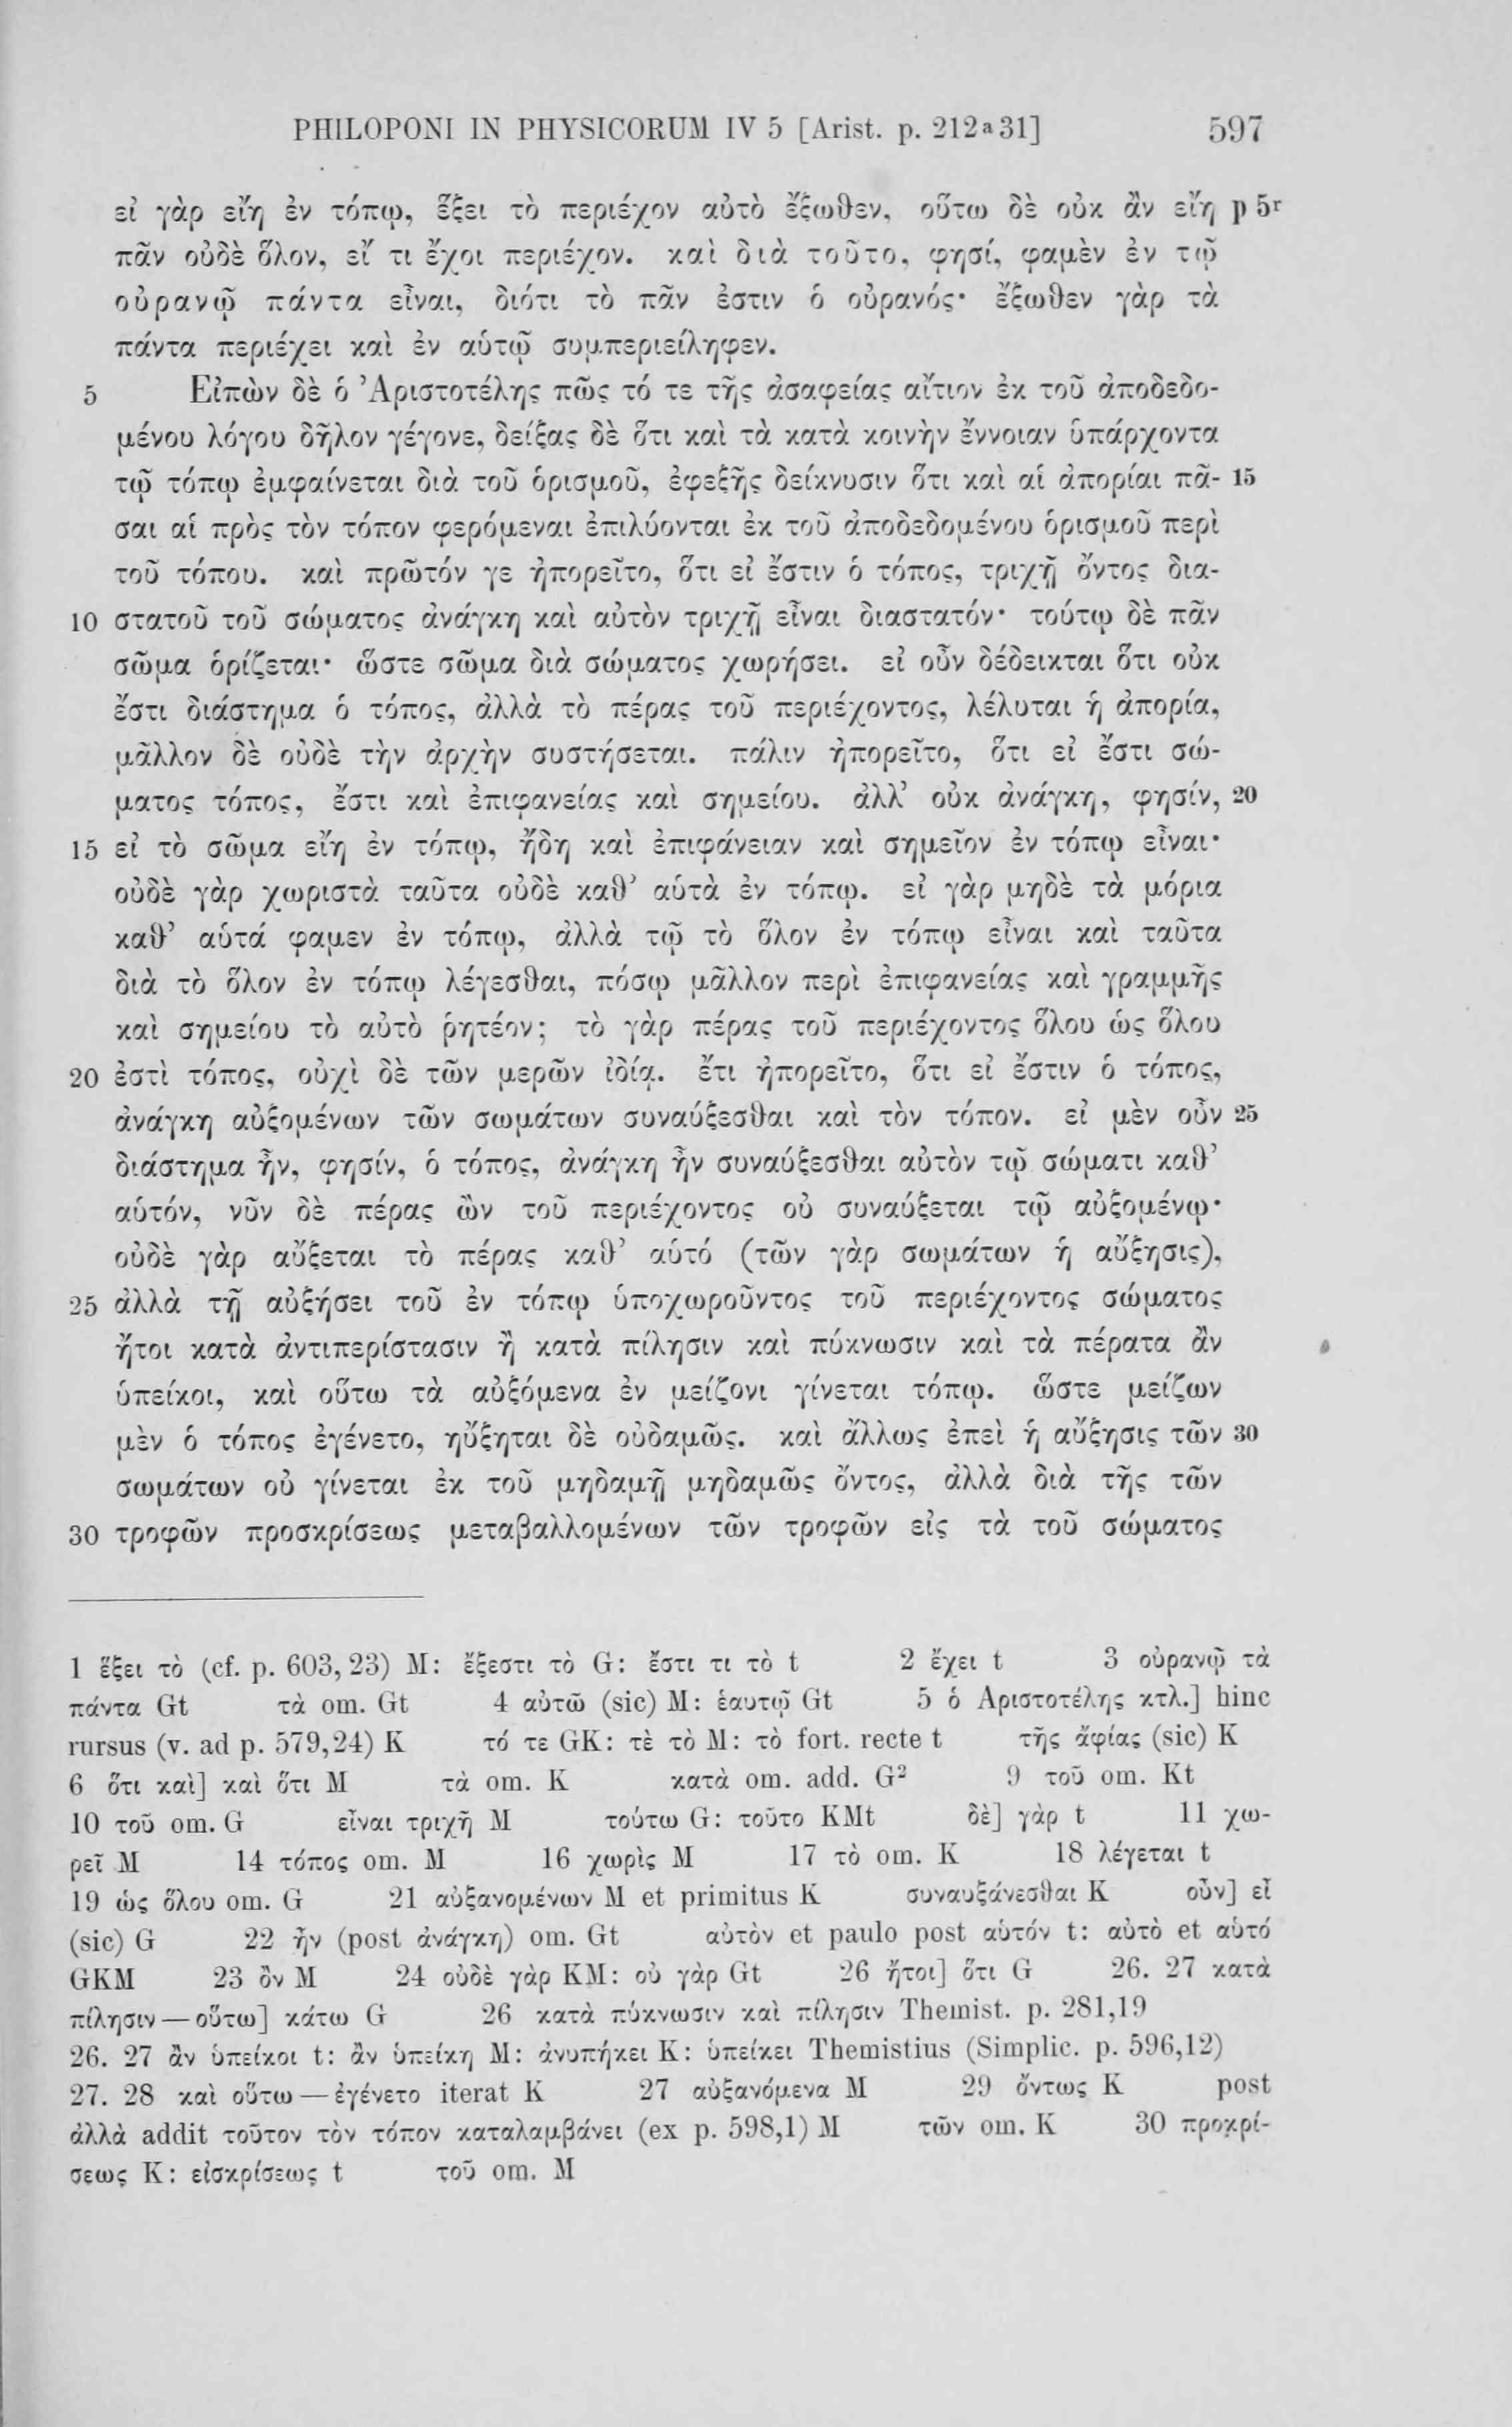 PHILOPONI IN PHYSICORUM IV 5 [Arist. p. 212a31] 597
εἰ γὰρ εἴη ἐν τόπῳ, ἕξει τὸ περιέχον αὐτὸ ἔξωθεν, οὕτω δὲ οὐκ ἂν εἴη p 5r
πᾶν οὐδὲ ὅλον, εἴ τι ἔχοι περιέχον. καὶ διὰ τοῦτο, φησί, φαμὲν ἐν τῷ
οὐρανῷ πάντα εἶναι, διότι τὸ πᾶν ἐστιν ὁ οὐρανός· ἔξωθεν γὰρ τὰ
πάντα περιέχει καὶ ἐν αὑτῷ συμπεριείληφεν.
5 Εἰπὼν δὲ ὁ Ἀριστοτέλης πῶς τό τε τῆς ἀσαφείας αἴτιον ἐκ τοῦ ἀποδεδο-
μένου λόγου δῆλον γέγονε, δείξας δὲ ὅτι καὶ τὰ κατὰ κοινὴν ἔννοιαν ὑπάρχοντα
τῷ τόπῳ ἐμφαίνεται διὰ τοῦ ὁρισμοῦ, ἐφεξῆς δείκνυσιν ὅτι καὶ αἱ ἀπορίαι πᾶ- 15
σαι αἱ πρὸς τὸν τόπον φερόμεναι ἐπιλύονται ἐκ τοῦ ἀποδεδομένου ὁρισμοῦ περὶ
τοῦ τόπου. καὶ πρῶτόν γε ἠπορεῖτο, ὅτι εἰ ἔστιν ὁ τόπος, τριχῇ ὄντος δια-
10 στατοῦ τοῦ σώματος ἀνάγκη καὶ αὐτὸν τριχῇ εἶναι διαστατόν· τούτῳ δὲ πᾶν
σῶμα ὁρίζεται· ὥστε σῶμα διὰ σώματος χωρήσει. εἰ οὖν δέδεικται ὅτι οὐκ
ἔστι διάστημα ὁ τόπος, ἀλλὰ τὸ πέρας τοῦ περιέχοντος, λέλυται ἡ ἀπορία,
μᾶλλον δὲ οὐδὲ τὴν ἀρχὴν συστήσεται. πάλιν ἠπορεῖτο, ὅτι εἰ ἔστι σώ-
ματος τόπος, ἔστι καὶ ἐπιφανείας καὶ σημείου. ἀλλ’ οὐκ ἀνάγκη, φησίν, 20
15 εἰ τὸ σῶμα εἴη ἐν τόπῳ, ἤδη καὶ ἐπιφάνειαν καὶ σημεῖον ἐν τόπῳ εἶναι·
οὐδὲ γὰρ χωριστὰ ταῦτα οὐδὲ καθ’ αὑτὰ ἐν τόπῳ. εἰ γὰρ μηδὲ τὰ μόρια
καθ’ αὑτά φαμεν ἐν τόπῳ, ἀλλὰ τῷ τὸ ὅλον ἐν τόπῳ εἶναι καὶ ταῦτα
διὰ τὸ ὅλον ἐν τόπῳ λέγεσθαι, πόσῳ μᾶλλον περὶ ἐπιφανείας καὶ γραμμῆς
καὶ σημείου τὸ αὐτὸ ῥητέον; τὸ γὰρ πέρας τοῦ περιέχοντος ὅλου ὡς ὅλου
20 ἐστὶ τόπος, οὐχὶ δὲ τῶν μερῶν ἰδίᾳ. ἔτι ἠπορεῖτο, ὅτι εἰ ἔστιν ὁ τόπος,
ἀνάγκη αὐξομένων τῶν σωμάτων συναύξεσθαι καὶ τὸν τόπον. εἰ μὲν οὖν 25
διάστημα ἦν, φησίν, ὁ τόπος, ἀνάγκη ἦν συναύξεσθαι αὐτὸν τῷ σώματι καθ’
αὑτόν, νῦν δὲ πέρας ὢν τοῦ περιέχοντος οὐ συναύξεται τῷ αὐξομένῳ·
οὐδὲ γὰρ αὔξεται τὸ πέρας καθ’ αὑτό (τῶν γὰρ σωμάτων ἡ αὔξησις),
25 ἀλλὰ τῇ αὐξήσει τοῦ ἐν τόπῳ ὑποχωροῦντος τοῦ περιέχοντος σώματος
ἤτοι κατὰ ἀντιπερίστασιν ἢ κατὰ πίλησιν καὶ πύκνωσιν καὶ τὰ πέρατα ἂν
ὑπείκοι, καὶ οὕτω τὰ αὐξόμενα ἐν μείζονι γίνεται τόπῳ. ὥστε μείζων
μὲν ὁ τόπος ἐγένετο, ηὔξηται δὲ οὐδαμῶς. καὶ ἄλλως ἐπεὶ ἡ αὔξησις τῶν 30
σωμάτων οὐ γίνεται ἐκ τοῦ μηδαμῇ μηδαμῶς ὄντος, ἀλλὰ διὰ τῆς τῶν
30 τροφῶν προσκρίσεως μεταβαλλομένων τῶν τροφῶν εἰς τὰ τοῦ σώματος
1 ἕξει τὸ (cf. p. 603,23) M: ἔξεστι τὸ G: ἔστι τι τὸ t 2 ἔχει t 3 οὐρανῷ τὰ
πάντα Gt τὰ om. Gt 4 αὐτῶ (sic) M: ἑαυτῷ Gt 5 ὁ Ἀριστοτέλης κτλ.] hinc
rursus (v. ad p. 579,24) K τό τε GK: τὲ τὸ M: τὸ fort. recte t τῆς ἄφίας (sic) K
6 ὅτι καὶ] καὶ ὅτι M τὰ om. K κατὰ om. add. G² 9 τοῦ om. Kt
10 τοῦ om. G εἶναι τριχῆ M τούτω G: τοῦτο KMt δὲ] γὰρ t 11 χω-
ρεῖ M 14 τόπος om. M 16 χωρὶς M 17 τὸ om. K 18 λέγεται t
19 ὡς ὅλου om. G 21 αὐξανομένων M et primitus K συναυξάνεσθαι K οὖν] εἶ
(sic) G 22 ἦν (post ἀνάγκη) om. Gt αὐτὸν et paulo post αὑτόν t: αὐτὸ et αὑτό
GKM 23 ὂν M 24 οὐδὲ γὰρ KM: οὐ γὰρ Gt 26 ἤτοι] ὅτι G 26. 27 κατὰ
πίλησιν — οὕτω] κάτω G 26 κατὰ πύκνωσιν καὶ πίλησιν Themist. p. 281,19
26. 27 ἂν ὑπείκοι t: ἂν ὑπείκη M: ἀνυπήκει K: ὑπείκει Themistius (Simplic. p. 596,12)
27. 28 καὶ οὕτω — ἐγένετο iterat K 27 αὐξανόμενα M 29 ὄντως K post
ἀλλὰ addit τοῦτον τὸν τόπον καταλαμβάνει (ex p. 598,1) M τῶν om. K 30 προκρί-
σεως K: εἰσκρίσεως t τοῦ om. M